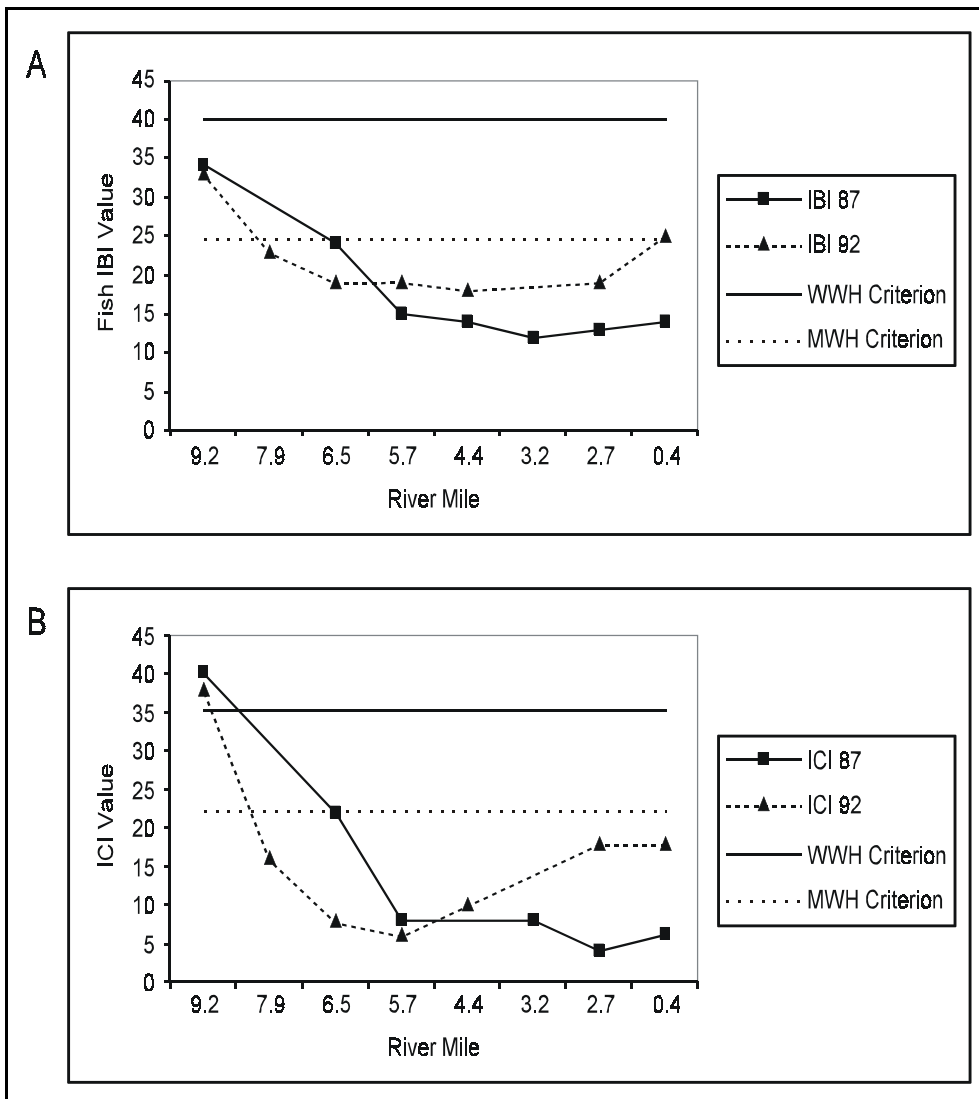 A
Fish IBI Value
45
40
35
30
25
20
15
10
5
0
9.2 7.9 6.5 5.7 4.4 3.2 2.7 0.4
River Mile
IBI 87
IBI 92
WWH Criterion
MWH Criterion
B
ICI Value
45
40
35
30
25
20
15
10
5
0
9.2 7.9 6.5 5.7 4.4 3.2 2.7 0.4
River Mile
ICI 87
ICI 92
WWH Criterion
MWH Criterion